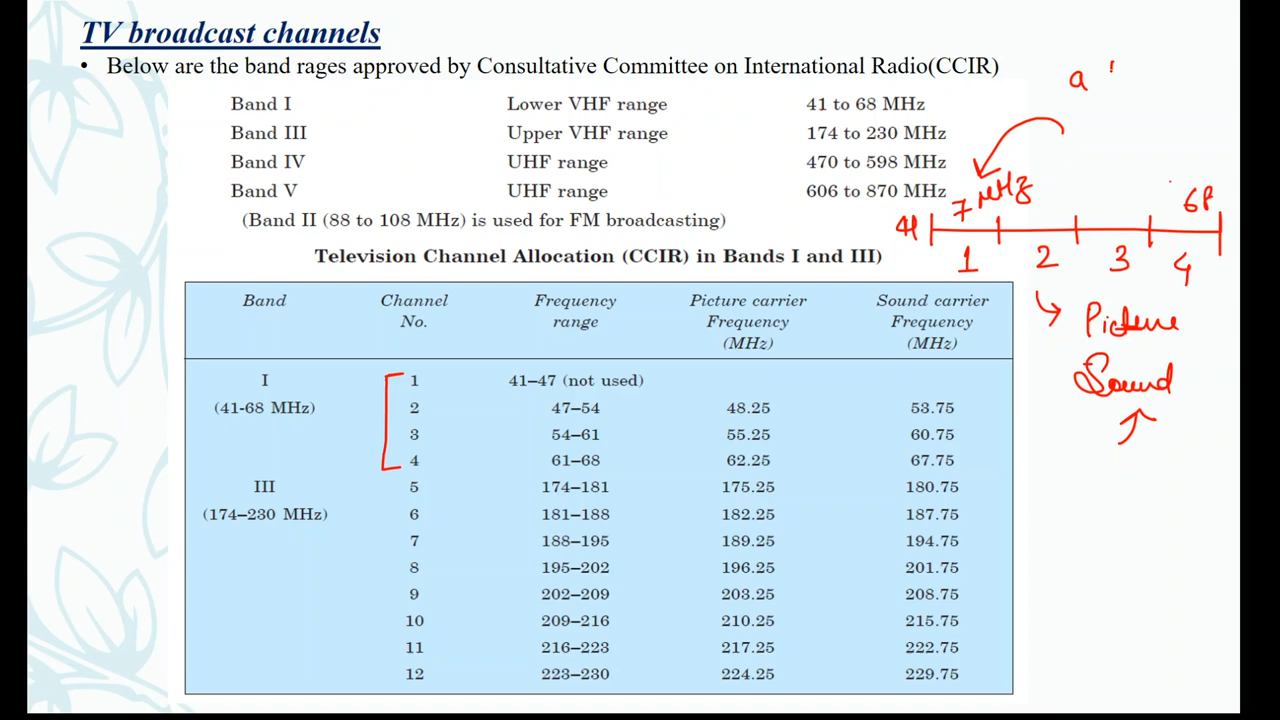 TV broadcast channels
• Below are the band rages approved by Consultative Committee on International Radio(CCIR)
Band I Lower VHF range 41 to 68 MHz
Band III Upper VHF range 174 to 230 MHz
Band IV UHF range 470 to 598 MHz
Band V UHF range 606 to 870 MHz
(Band II (88 to 108 MHz) is used for FM broadcasting)
Television Channel Allocation (CCIR) in Bands I and III)
Band Channel No. Frequency range Picture carrier Frequency (MHz) Sound carrier Frequency (MHz)
I 1 41–47 (not used)
(41-68 MHz) 2 47–54 48.25 53.75
3 54–61 55.25 60.75
4 61–68 62.25 67.75
III 5 174–181 175.25 180.75
(174–230 MHz) 6 181–188 182.25 187.75
7 188–195 189.25 194.75
8 195–202 196.25 201.75
9 202–209 203.25 208.75
10 209–216 210.25 215.75
11 216–223 217.25 222.75
12 223–230 224.25 229.75
a
7 MHz
41 68
1 2 3 4
Picture
Sound